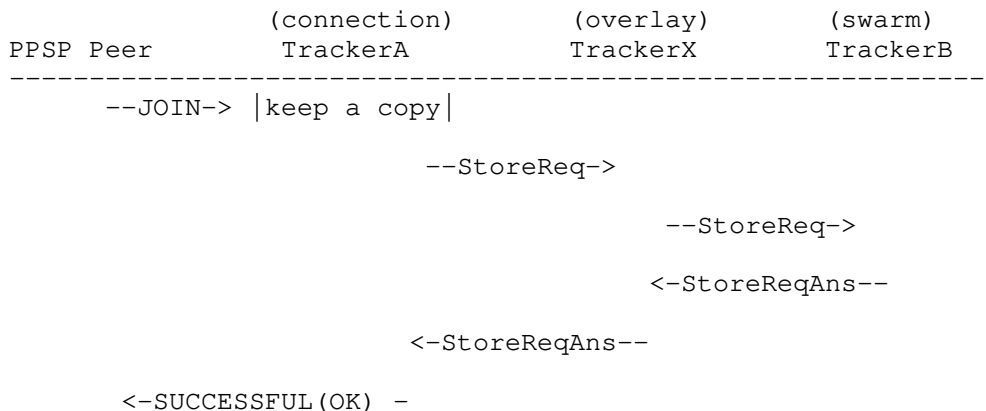 (connection) (overlay) (swarm)
PPSP Peer TrackerA TrackerX TrackerB
-------------------------------------------------------------
--JOIN-> |keep a copy|
--StoreReq->
--StoreReq->
<-StoreReqAns--
<-StoreReqAns--
<-SUCCESSFUL(OK) -